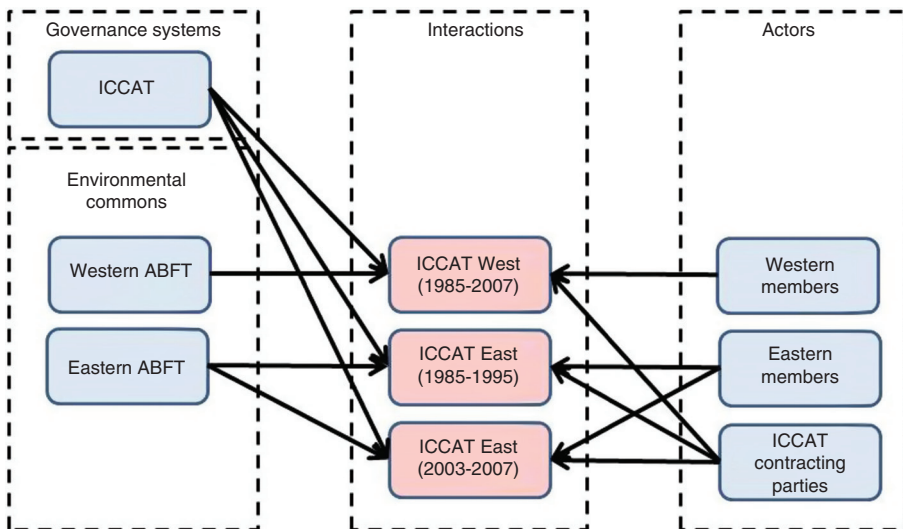 Governance systems
ICCAT
Environmental
commons
Western ABFT
Eastern ABFT
Interactions
ICCAT West
(1985-2007)
ICCAT East
(1985-1995)
ICCAT East
(2003-2007)
Actors
Western
members
Eastern
members
ICCAT
contracting
parties